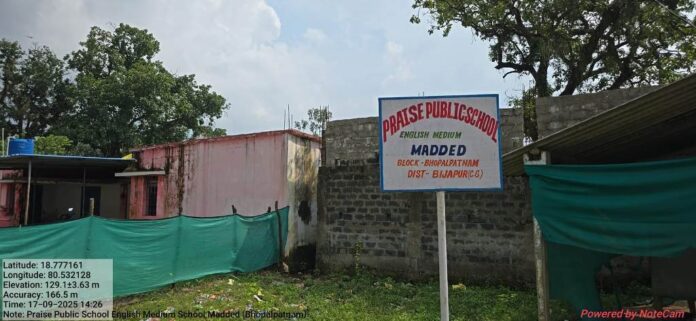 PRAISE PUBLIC SCHOOL
ENGLISH MEDIUM
MADDED
BLOCK-BHOPALPATNAM
DIST-BIJAPUR(CG)
Latitude: 18.777161
Longitude: 80.532128
Elevation: 129.1±3.63 m
Accuracy: 166.5 m
Time: 17-09-2025 14:26
Note: Praise Public School English Medium School Madded (Bhopalpatnam)
Powered by NoteCam